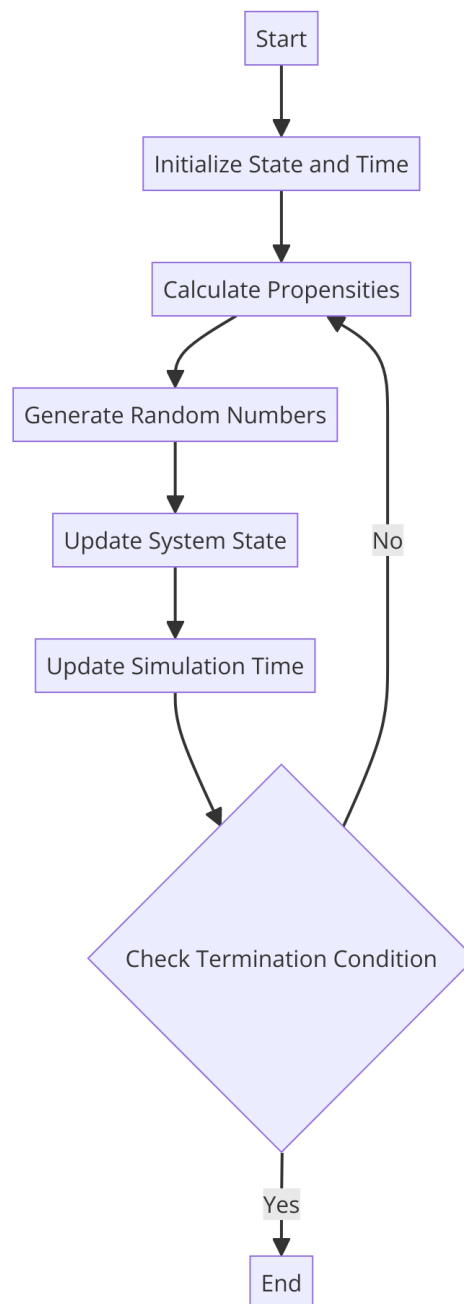 Start
Initialize State and Time
Calculate Propensities
Generate Random Numbers
Update System State
No
Update Simulation Time
Check Termination Condition
Yes
End